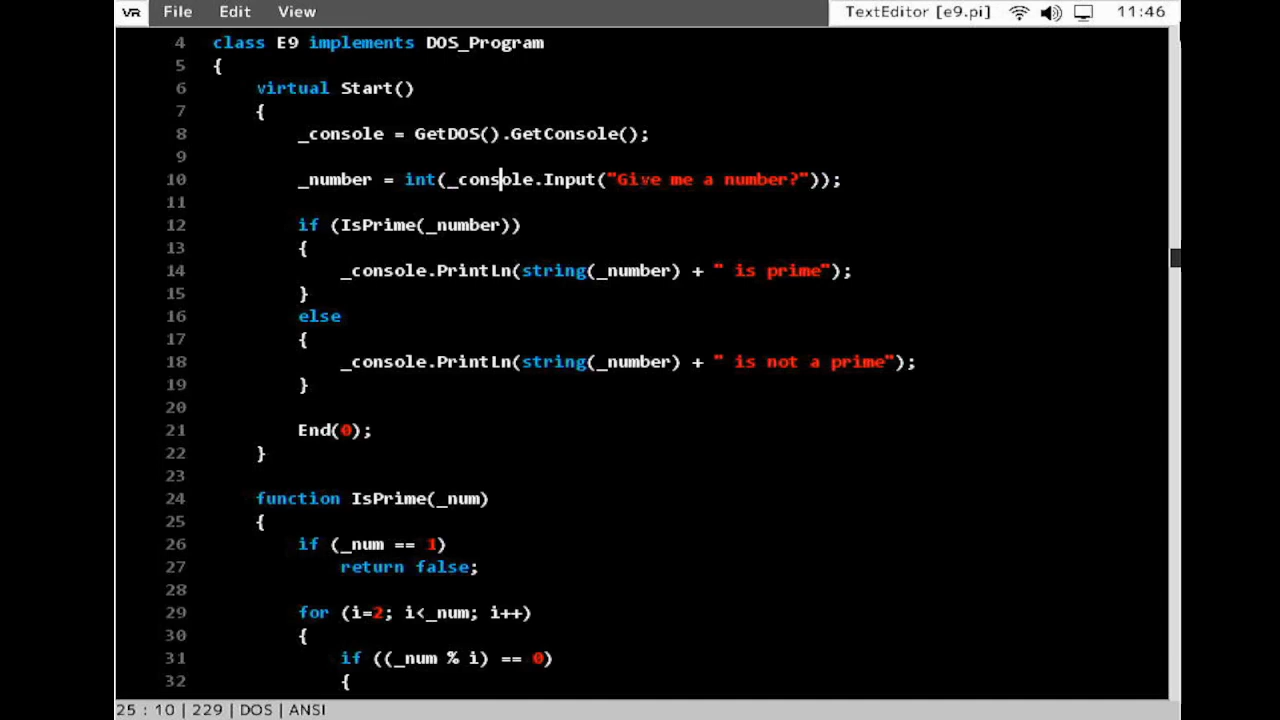 VR File Edit View TextEditor [e9.pi] 11:46
4 class E9 implements DOS_Program
5 {
6 virtual Start()
7 {
8 _console = GetDOS().GetConsole();
9
10 _number = int(_console.Input("Give me a number?"));
11
12 if (IsPrime(_number))
13 {
14 _console.PrintLn(string(_number) + " is prime");
15 }
16 else
17 {
18 _console.PrintLn(string(_number) + " is not a prime");
19 }
20
21 End(0);
22 }
23
24 function IsPrime(_num)
25 {
26 if (_num == 1)
27 return false;
28
29 for (i=2; i<_num; i++)
30 {
31 if ((_num % i) == 0)
32 {
25 : 10 | 229 | DOS | ANSI